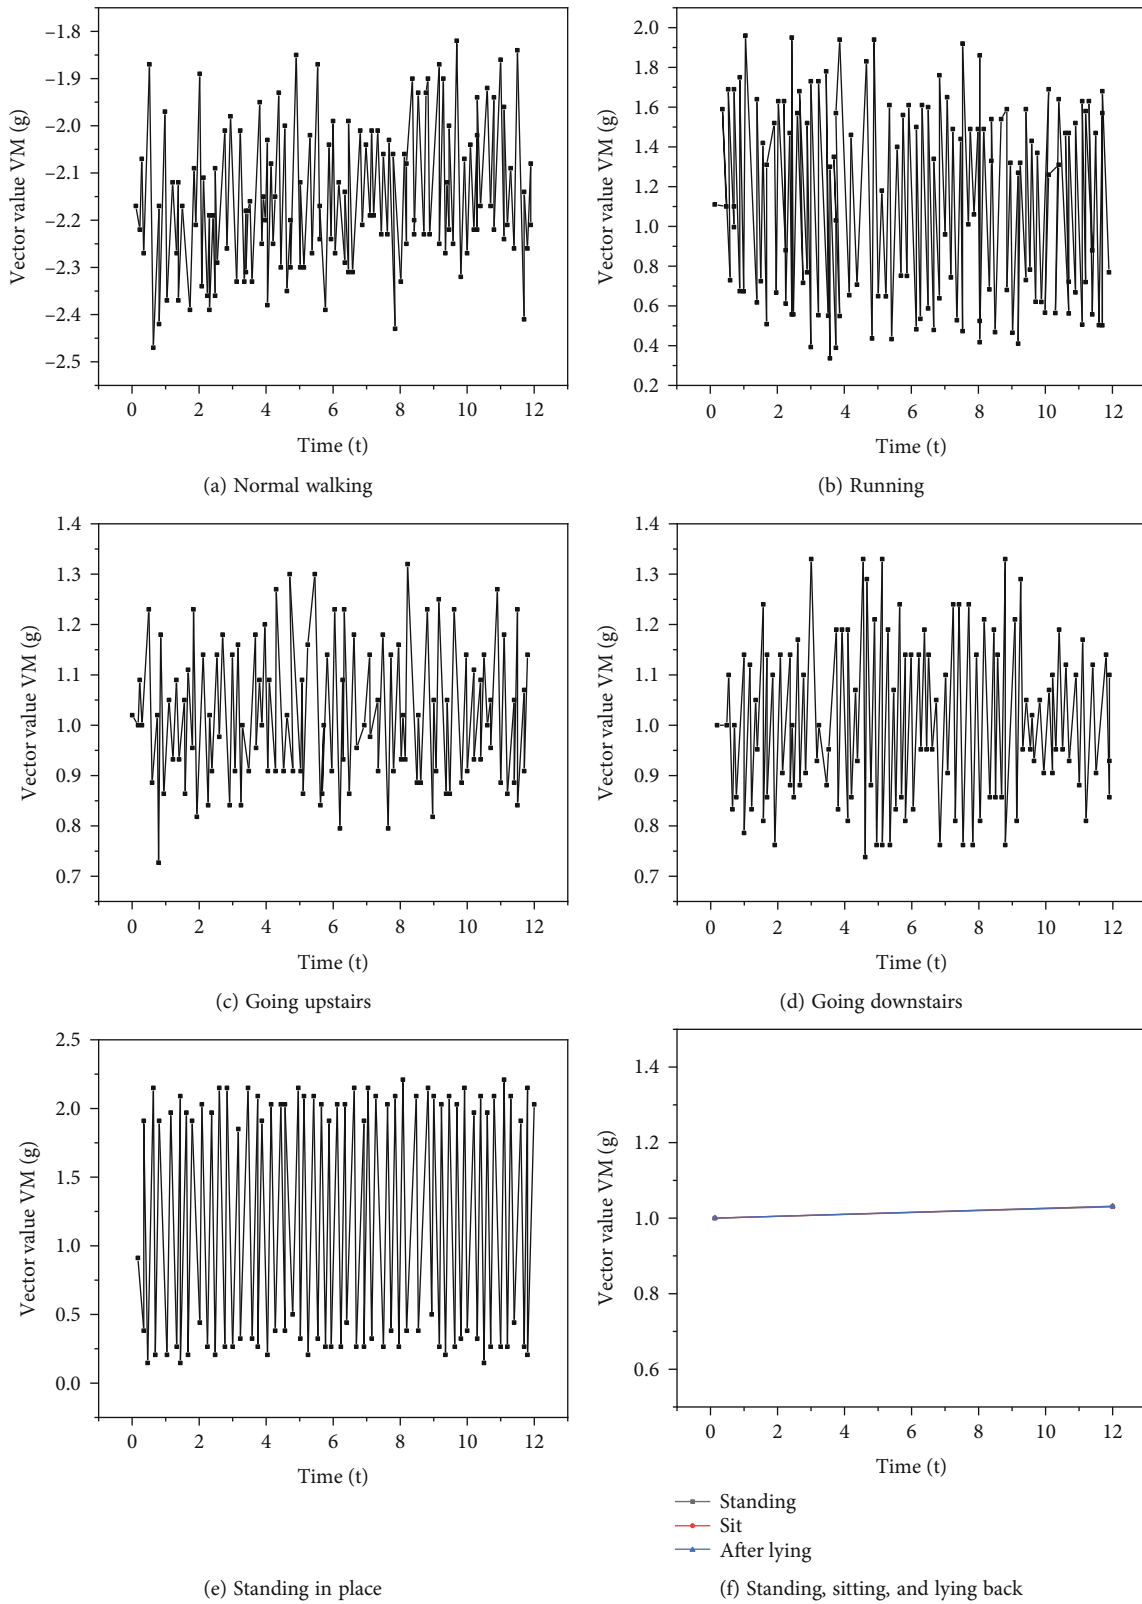 −1.8
−1.9
−2.0
−2.1
−2.2
−2.3
−2.4
−2.5
Vector value VM (g)
0 2 4 6 8 10 12
Time (t)
(a) Normal walking
2.0
1.8
1.6
1.4
1.2
1.0
0.8
0.6
0.4
0.2
Vector value VM (g)
0 2 4 6 8 10 12
Time (t)
(b) Running
1.4
1.3
1.2
1.1
1.0
0.9
0.8
0.7
Vector value VM (g)
0 2 4 6 8 10 12
Time (t)
(c) Going upstairs
1.4
1.3
1.2
1.1
1.0
0.9
0.8
0.7
Vector value VM (g)
0 2 4 6 8 10 12
Time (t)
(d) Going downstairs
2.5
2.0
1.5
1.0
0.5
0.0
Vector value VM (g)
0 2 4 6 8 10 12
Time (t)
(e) Standing in place
1.4
1.2
1.0
0.8
0.6
Vector value VM (g)
0 2 4 6 8 10 12
Time (t)
Standing
Sit
After lying
(f) Standing, sitting, and lying back